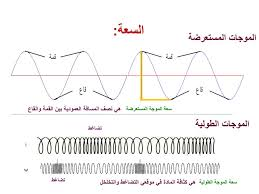 السعة:
الموجات المستعرضة
قمة
قمة
قاع
قاع
سعة الموجة المستعرضة هي نصف المسافة العمودية بين القمة والقاع
الموجات الطولية
تضاغط
تضاغط
سعة الموجة الطولية هي كثافة المادة في موقعي التضاغط والتخلخل